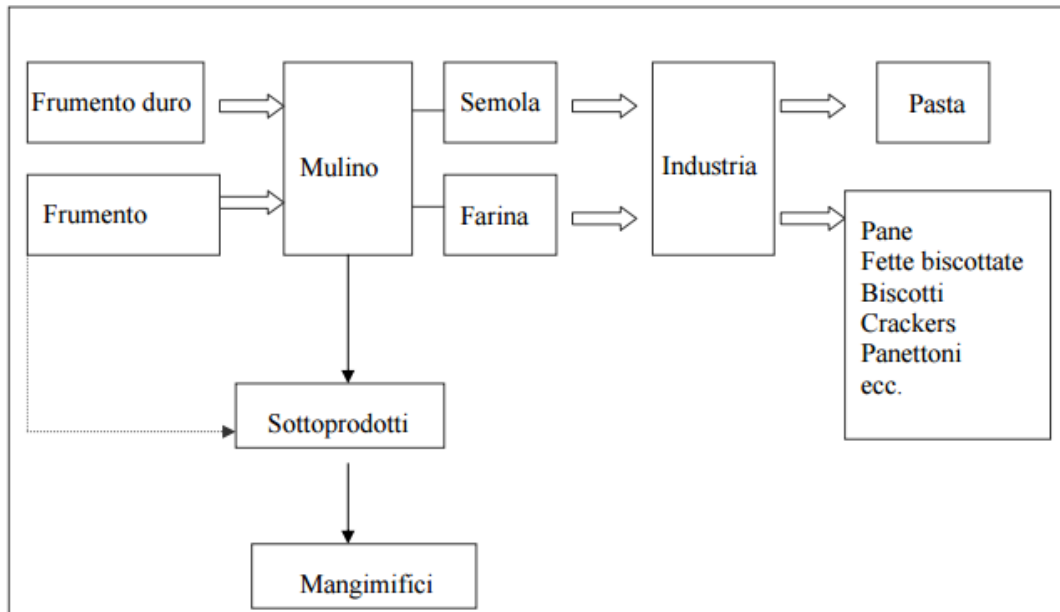 Frumento duro
Mulino
Semola
Industria
Pasta
Frumento
Farina
Pane
Fette biscottate
Biscotti
Crackers
Panettoni
ecc.
Sottoprodotti
Mangimifici